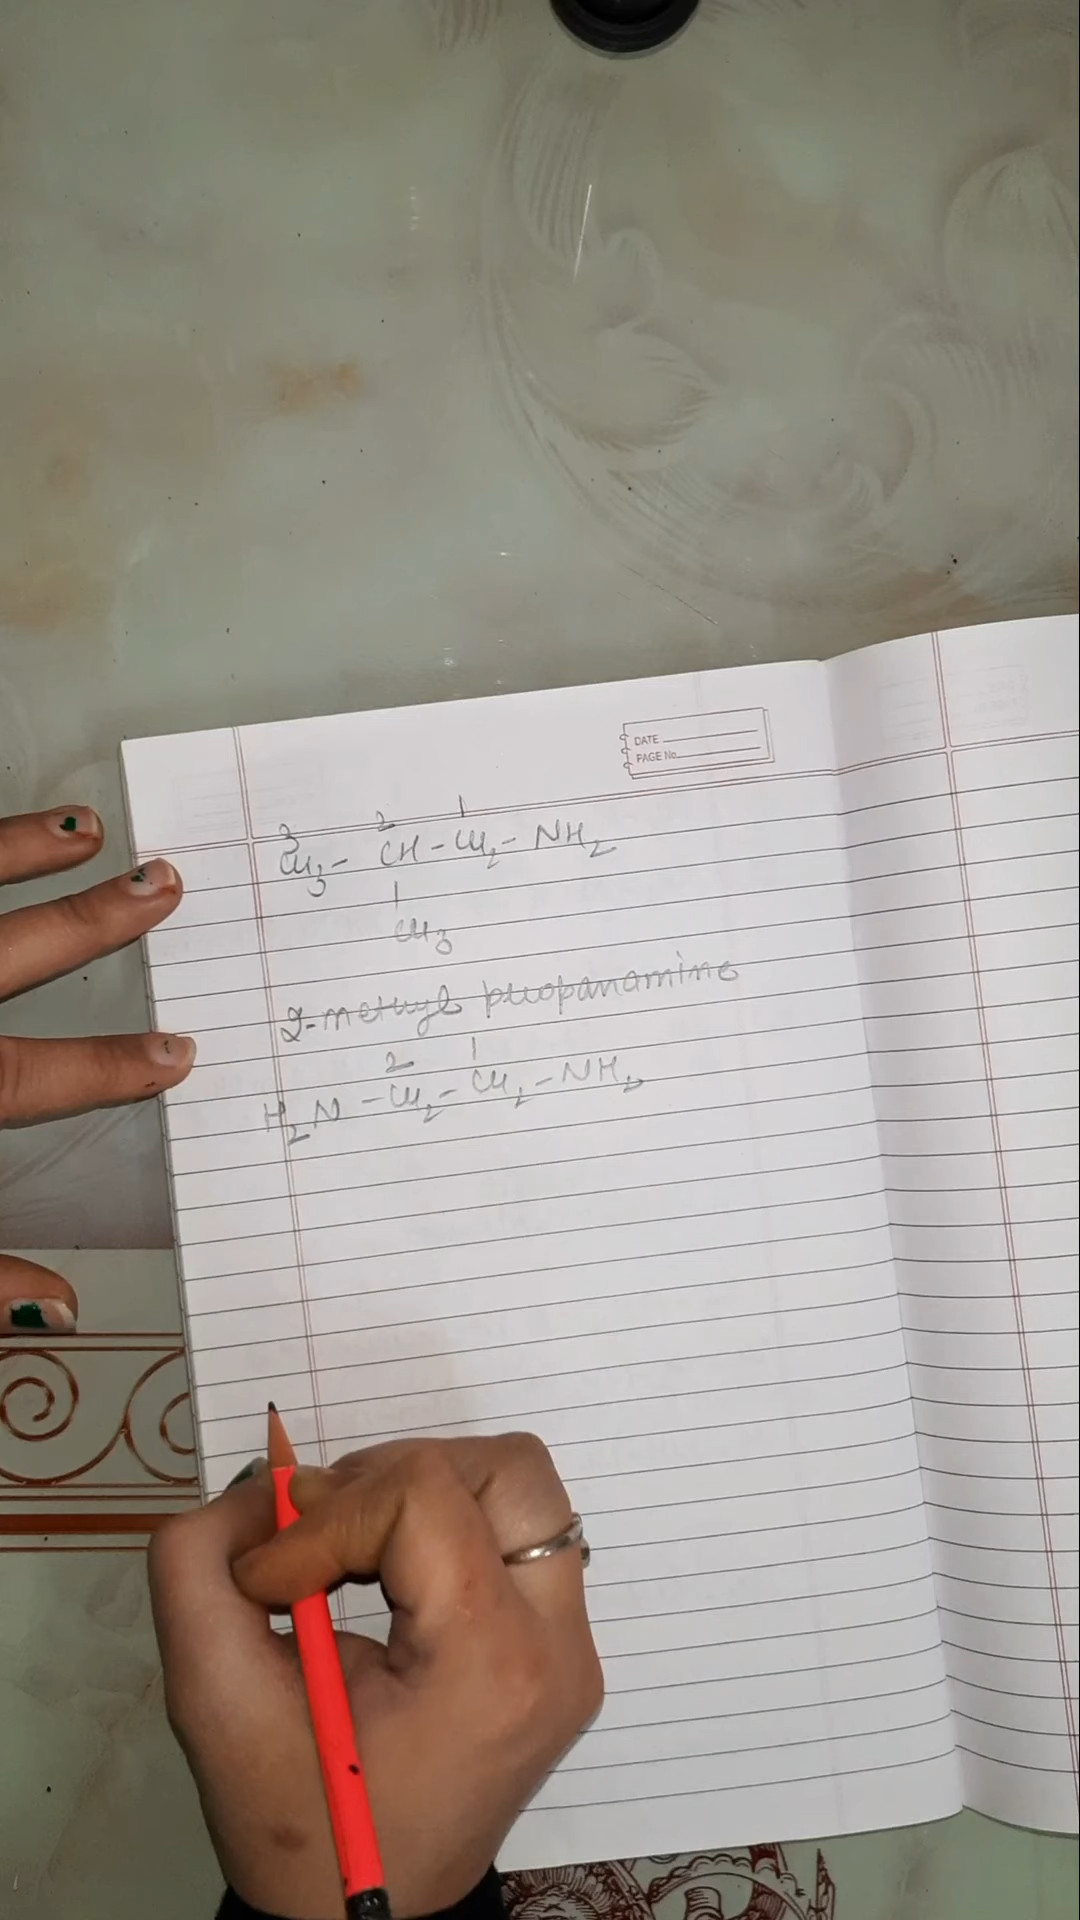 DATE
PAGE No.
3 2 1
CH3 - CH - CH2 - NH2
|
CH3
2-methyl propanamine
2 1
H2N - CH2 - CH2 - NH2